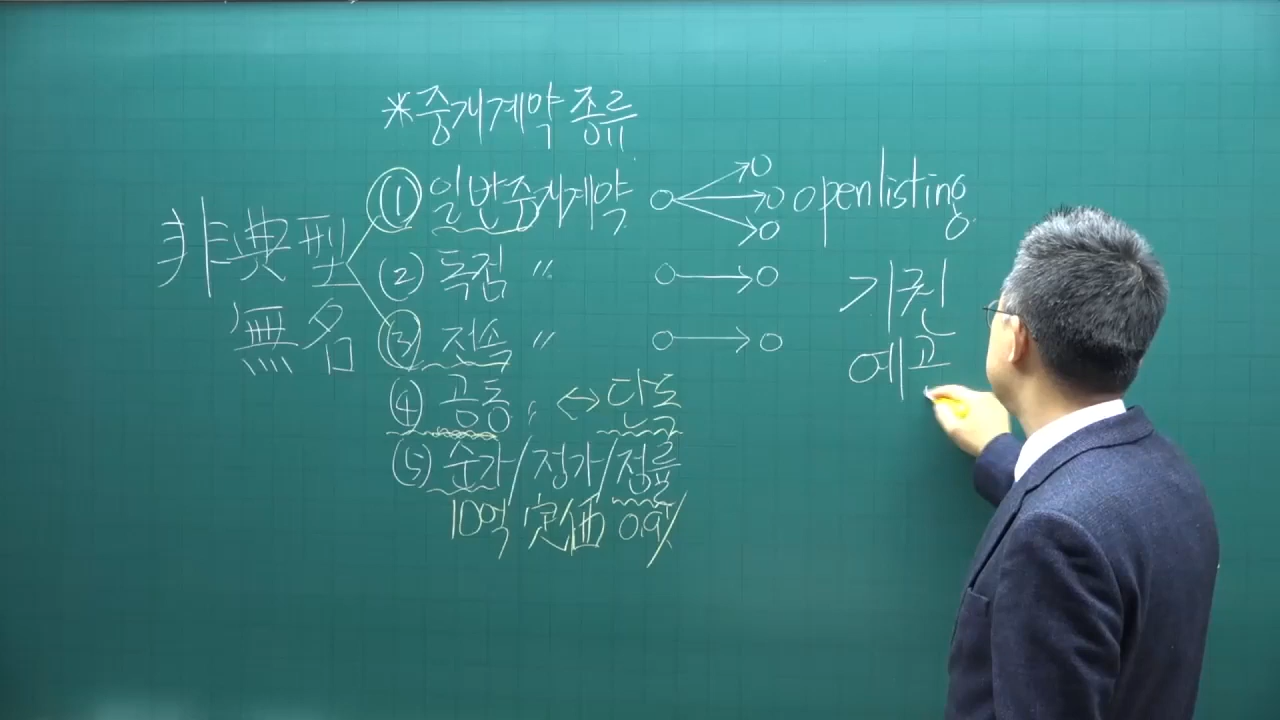 *중개계약 종류
非典型
無名
① 일반중개계약 openlisting
(2) 독점 〃
③ 전속 〃
④ 공동 〃 ↔ 단독
(5) 순가/정가/정률
10억 定価 0.9%
기진
예고